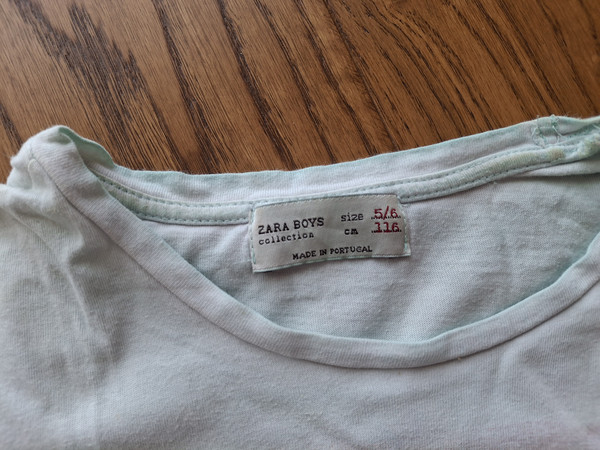 ZARA BOYS size 5/6
collection cm 116
MADE IN PORTUGAL